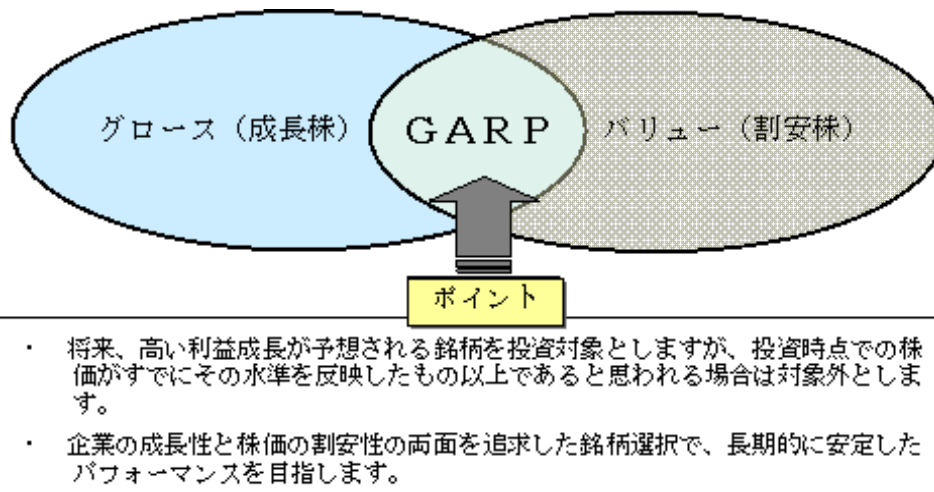 グロース（成長株）
GARP
バリュー（割安株）
ポイント
・ 将来、高い利益成長が予想される銘柄を投資対象としますが、投資時点での株
価がすでにその水準を反映したもの以上であると思われる場合は対象外としま
す。
・ 企業の成長性と株価の割安性の両面を追求した銘柄選択で、長期的に安定した
パフォーマンスを目指します。